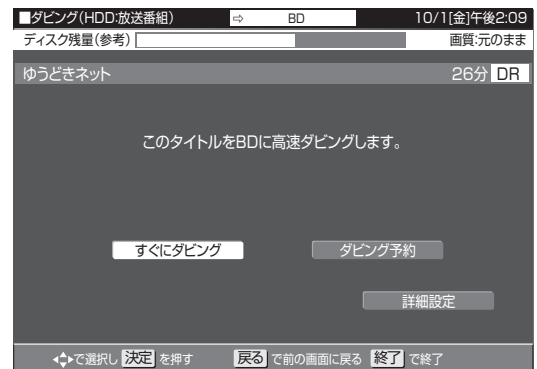 ■ダビング(HDD:放送番組) ⇨ BD 10/1[金]午後2:09
ディスク残量(参考) 画質:元のまま
ゆうどきネット 26分 DR
このタイトルをBDに高速ダビングします。
すぐにダビング ダビング予約
詳細設定
で選択し 決定 を押す 戻る で前の画面に戻る 終了 で終了